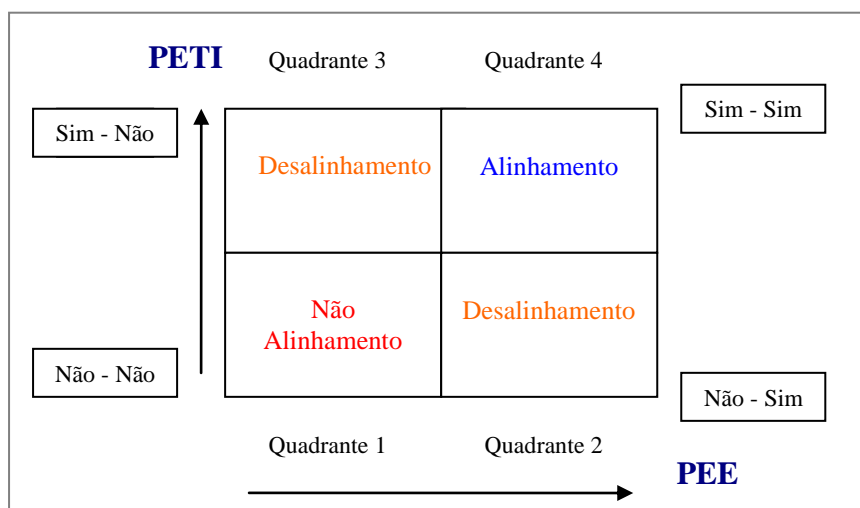 PETI
Quadrante 3
Quadrante 4
Sim - Não
Sim - Sim
Desalinhamento
Alinhamento
Não
Alinhamento
Desalinhamento
Não - Não
Não - Sim
Quadrante 1
Quadrante 2
PEE